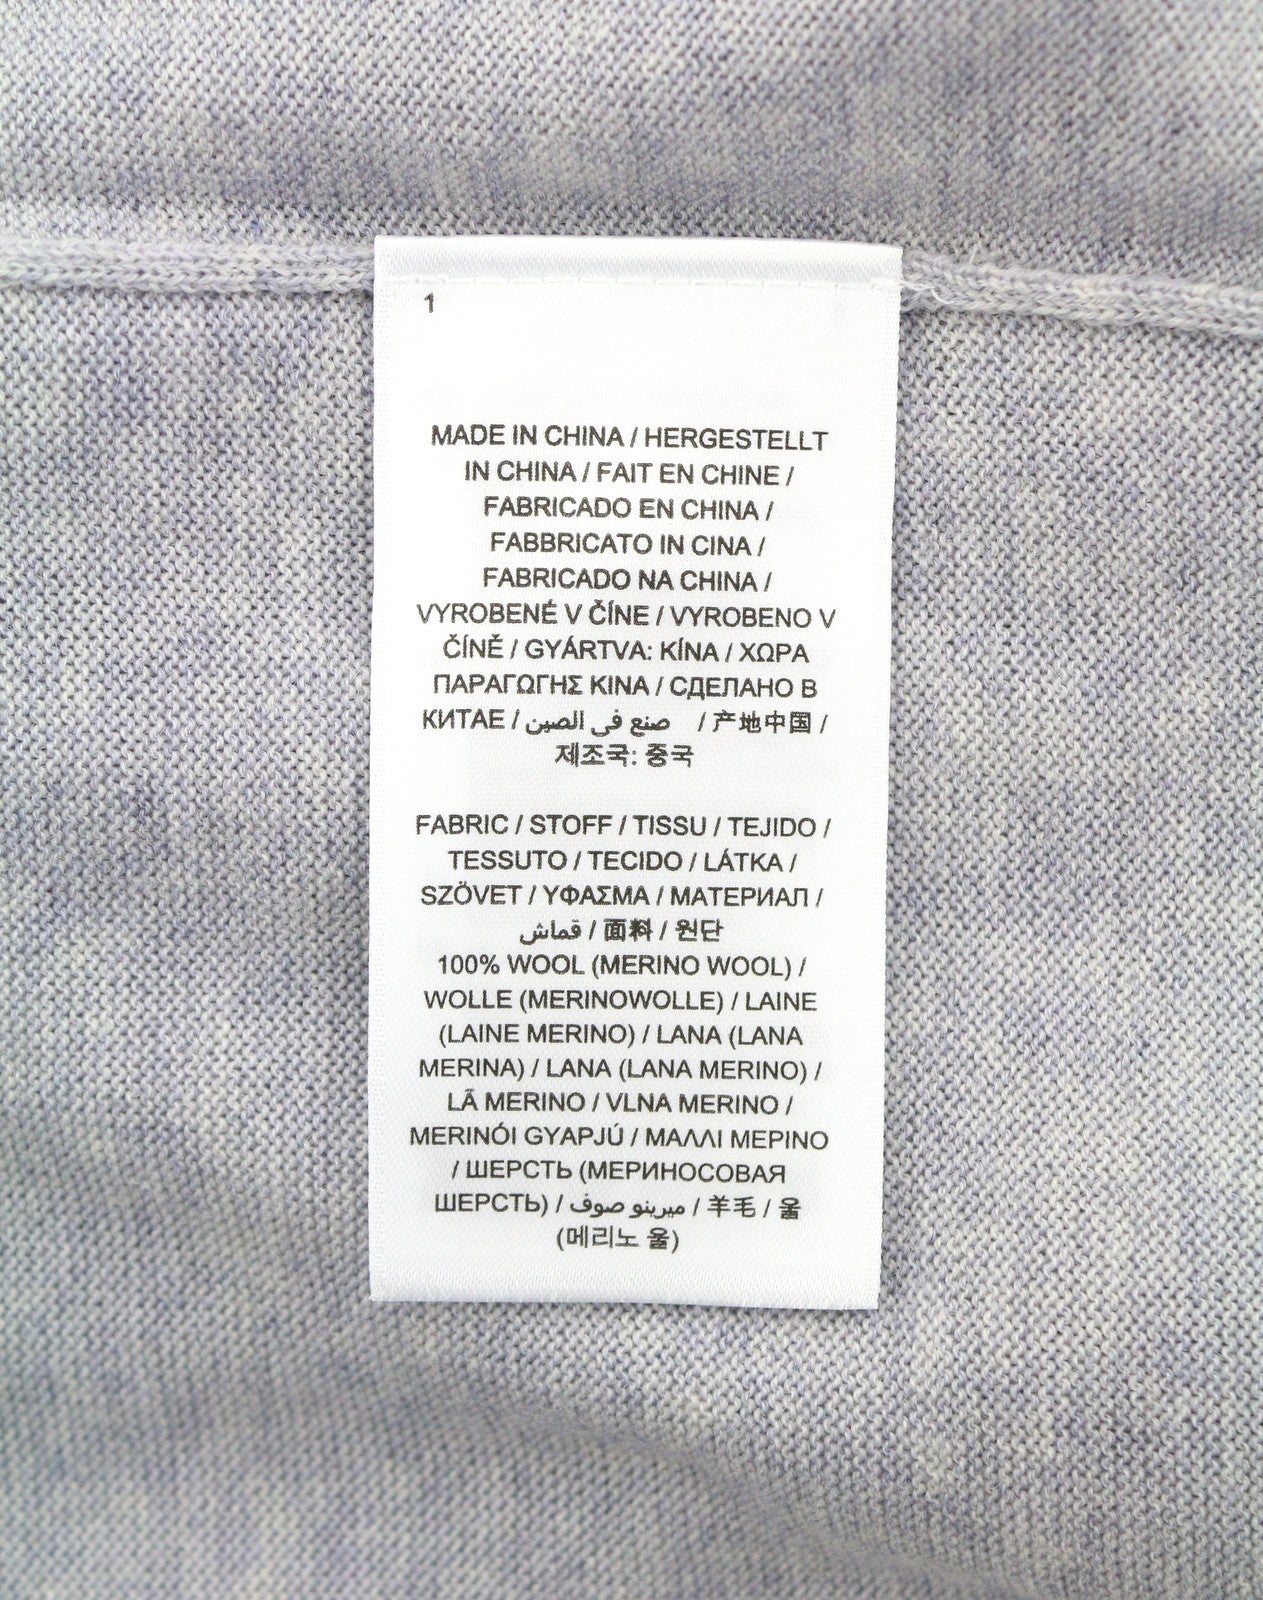 1
MADE IN CHINA / HERGESTELLT
IN CHINA / FAIT EN CHINE /
FABRICADO EN CHINA /
FABBRICATO IN CINA /
FABRICADO NA CHINA /
VYROBENÉ V ČÍNE / VYROBENO V
ČÍNĚ / GYÁRTVA: KÍNA / ΧΩΡΑ
ΠΑΡΑΓΩΓΗΣ ΚΙΝΑ / СДЕЛАНО В
КИТАЕ / صنع في الصين / 产地中国 /
제조국: 중국
FABRIC / STOFF / TISSU / TEJIDO /
TESSUTO / TECIDO / LÁTKA /
SZÖVET / ΥΦΑΣΜΑ / МАТЕРИАЛ /
قماش / 面料 / 원단
100% WOOL (MERINO WOOL) /
WOLLE (MERINOWOLLE) / LAINE
(LAINE MERINO) / LANA (LANA
MERINA) / LANA (LANA MERINO) /
LÃ MERINO / VLNA MERINO /
MERINÓI GYAPJÚ / ΜΑΛΛΙ ΜΕΡΙΝΟ
/ ШЕРСТЬ (МЕРИНОСОВАЯ
ШЕРСТЬ) / ميرينو صوف / 羊毛 / 울
(메리노 울)